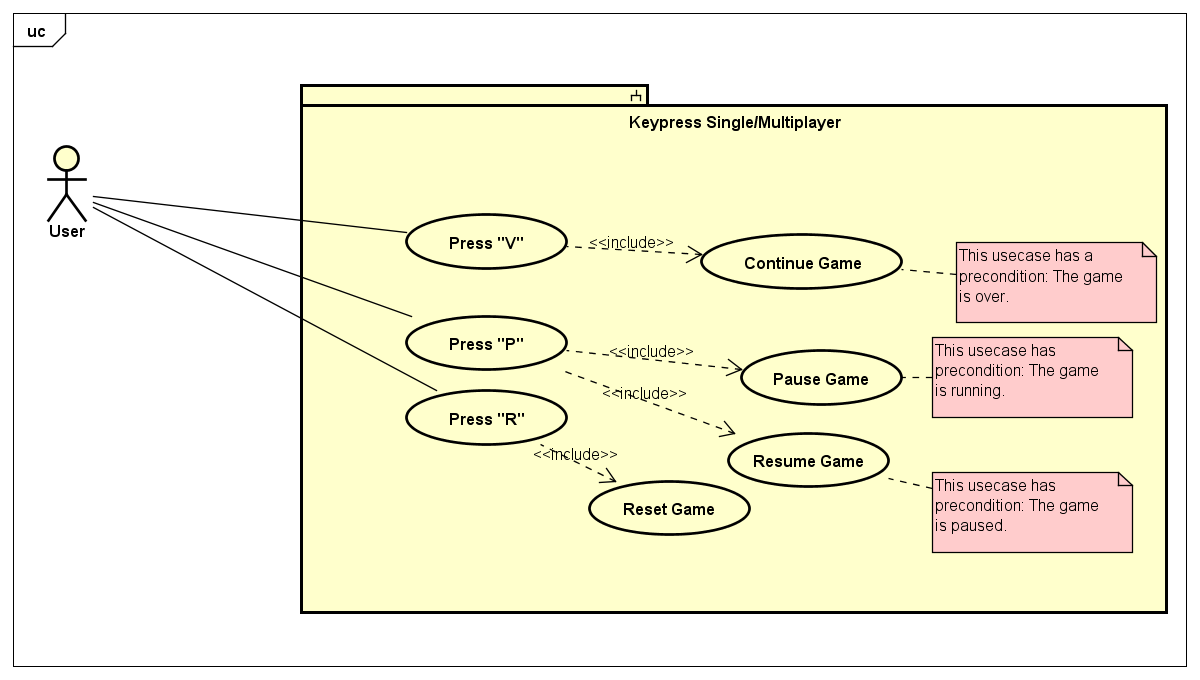 uc
Keypress Single/Multiplayer
User
Press "V"
<<include>>
Continue Game
This usecase has a
precondition: The game
is over.
Press "P"
<<include>>
Pause Game
This usecase has
precondition: The game
is running.
<<include>>
Press "R"
<<include>>
Resume Game
This usecase has
precondition: The game
is paused.
Reset Game